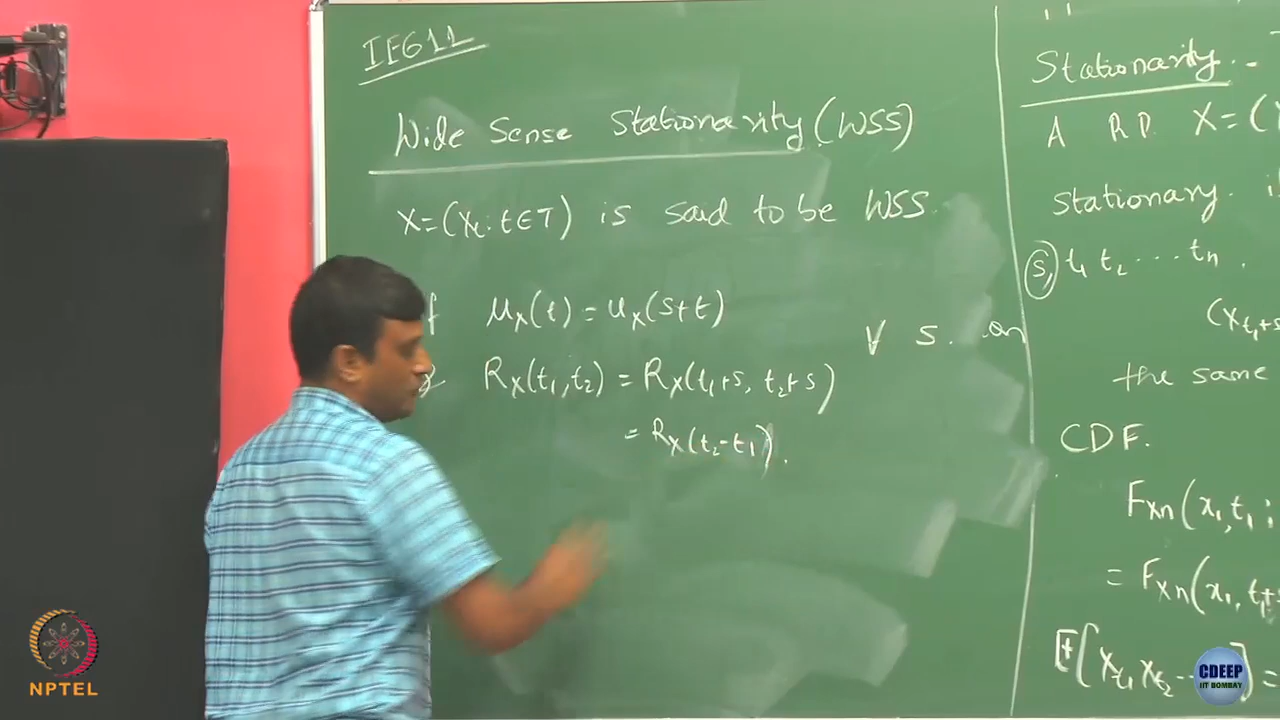 IE611
Wide Sense Stationarity (WSS)
X=(Xt: t∈T) is said to be WSS.
μX(t) = μX(s+t)
∀ s. on
RX(t1,t2) = RX(t1+s, t2+s)
= RX(t2-t1).
Stationarity..
A R.P. X=(
stationary. i
s, t1 t2 ... tn .
(Xt1+s
the same
CDF.
FXn(x1,t1;
= FXn(x1, t1+s
E[Xt1 Xt2 ... ] =
NPTEL
CDEEP
IIT BOMBAY